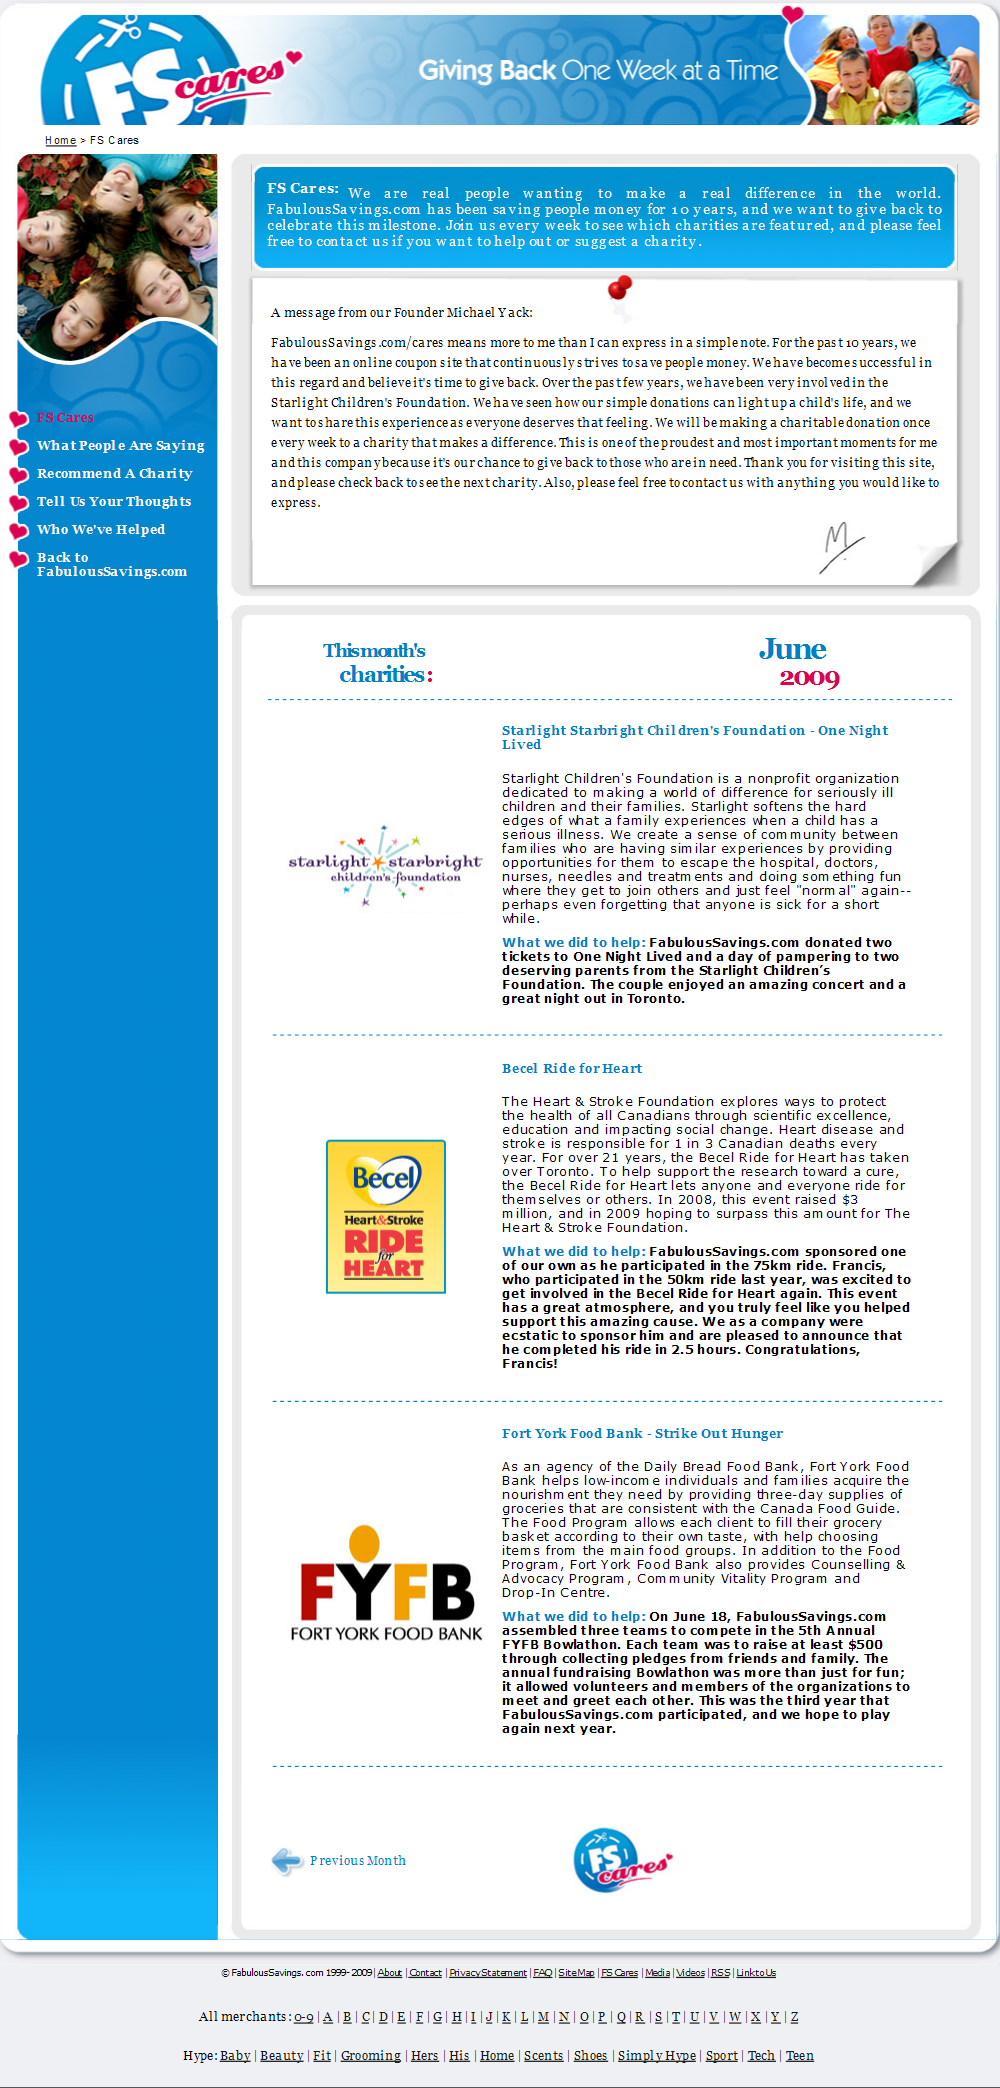 FS cares
Giving Back One Week at a Time
Home > FS Cares
FS Cares
What People Are Saying
Recommend A Charity
Tell Us Your Thoughts
Who We've Helped
Back to
FabulousSavings.com
FS Cares: We are real people wanting to make a real difference in the world.
FabulousSavings.com has been saving people money for 10 years, and we want to give back to
celebrate this milestone. Join us every week to see which charities are featured, and please feel
free to contact us if you want to help out or suggest a charity.
A message from our Founder Michael Yack:
FabulousSavings.com/cares means more to me than I can express in a simple note. For the past 10 years, we
have been an online coupon site that continuously strives to save people money. We have become successful in
this regard and believe it's time to give back. Over the past few years, we have been very involved in the
Starlight Children's Foundation. We have seen how our simple donations can light up a child's life, and we
want to share this experience as everyone deserves that feeling. We will be making a charitable donation once
every week to a charity that makes a difference. This is one of the proudest and most important moments for me
and this company because it's our chance to give back to those who are in need. Thank you for visiting this site,
and please check back to see the next charity. Also, please feel free to contact us with anything you would like to
express.
M
This month's
charities:
June
2009
starlight starbright
children's foundation
Starlight Starbright Children's Foundation - One Night
Lived
Starlight Children's Foundation is a nonprofit organization
dedicated to making a world of difference for seriously ill
children and their families. Starlight softens the hard
edges of what a family experiences when a child has a
serious illness. We create a sense of community between
families who are having similar experiences by providing
opportunities for them to escape the hospital, doctors,
nurses, needles and treatments and doing something fun
where they get to join others and just feel "normal" again--
perhaps even forgetting that anyone is sick for a short
while.
What we did to help: FabulousSavings.com donated two
tickets to One Night Lived and a day of pampering to two
deserving parents from the Starlight Children’s
Foundation. The couple enjoyed an amazing concert and a
great night out in Toronto.
Becel
Heart&Stroke
RIDE
for
HEART
Becel Ride for Heart
The Heart & Stroke Foundation explores ways to protect
the health of all Canadians through scientific excellence,
education and impacting social change. Heart disease and
stroke is responsible for 1 in 3 Canadian deaths every
year. For over 21 years, the Becel Ride for Heart has taken
over Toronto. To help support the research toward a cure,
the Becel Ride for Heart lets anyone and everyone ride for
themselves or others. In 2008, this event raised $3
million, and in 2009 hoping to surpass this amount for The
Heart & Stroke Foundation.
What we did to help: FabulousSavings.com sponsored one
of our own as he participated in the 75km ride. Francis,
who participated in the 50km ride last year, was excited to
get involved in the Becel Ride for Heart again. This event
has a great atmosphere, and you truly feel like you helped
support this amazing cause. We as a company were
ecstatic to sponsor him and are pleased to announce that
he completed his ride in 2.5 hours. Congratulations,
Francis!
FYFB
FORT YORK FOOD BANK
Fort York Food Bank - Strike Out Hunger
As an agency of the Daily Bread Food Bank, Fort York Food
Bank helps low-income individuals and families acquire the
nourishment they need by providing three-day supplies of
groceries that are consistent with the Canada Food Guide.
The Food Program allows each client to fill their grocery
basket according to their own taste, with help choosing
items from the main food groups. In addition to the Food
Program, Fort York Food Bank also provides Counselling &
Advocacy Program, Community Vitality Program and
Drop-In Centre.
What we did to help: On June 18, FabulousSavings.com
assembled three teams to compete in the 5th Annual
FYFB Bowlathon. Each team was to raise at least $500
through collecting pledges from friends and family. The
annual fundraising Bowlathon was more than just for fun;
it allowed volunteers and members of the organizations to
meet and greet each other. This was the third year that
FabulousSavings.com participated, and we hope to play
again next year.
Previous Month
FS cares
© FabulousSavings.com 1999-2009 | About | Contact | Privacy Statement | FAQ | Site Map | FS Cares | Media | Videos | RSS | Link to Us
All merchants: 0-9 | A | B | C | D | E | F | G | H | I | J | K | L | M | N | O | P | Q | R | S | T | U | V | W | X | Y | Z
Hype: Baby | Beauty | Fit | Grooming | Hers | His | Home | Scents | Shoes | Simply Hype | Sport | Tech | Teen